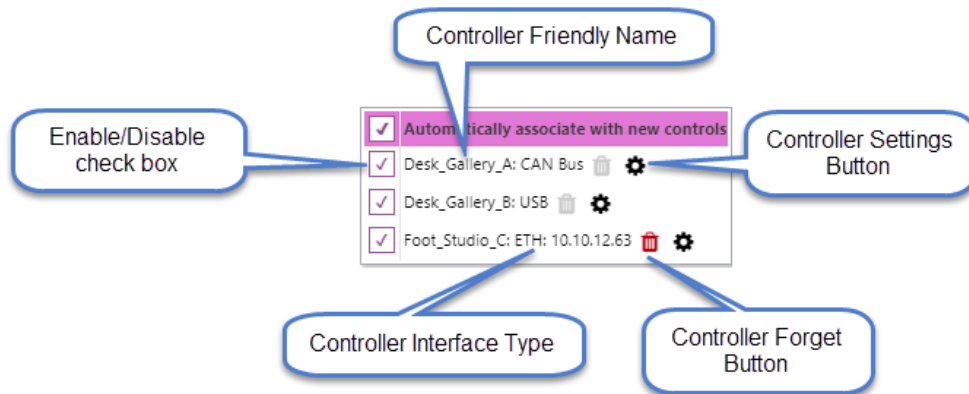 Controller Friendly Name
Enable/Disable
check box
Automatically associate with new controls
Controller Settings
Button
Desk_Gallery_A: CAN Bus
Desk_Gallery_B: USB
Foot_Studio_C: ETH: 10.10.12.63
Controller Interface Type
Controller Forget
Button